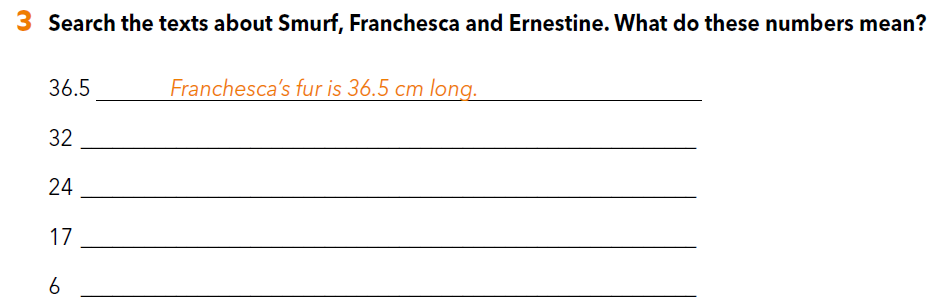 3 Search the texts about Smurf, Franchesca and Ernestine. What do these numbers mean?
36.5 Franchesca's fur is 36.5 cm long.
32
24
17
6